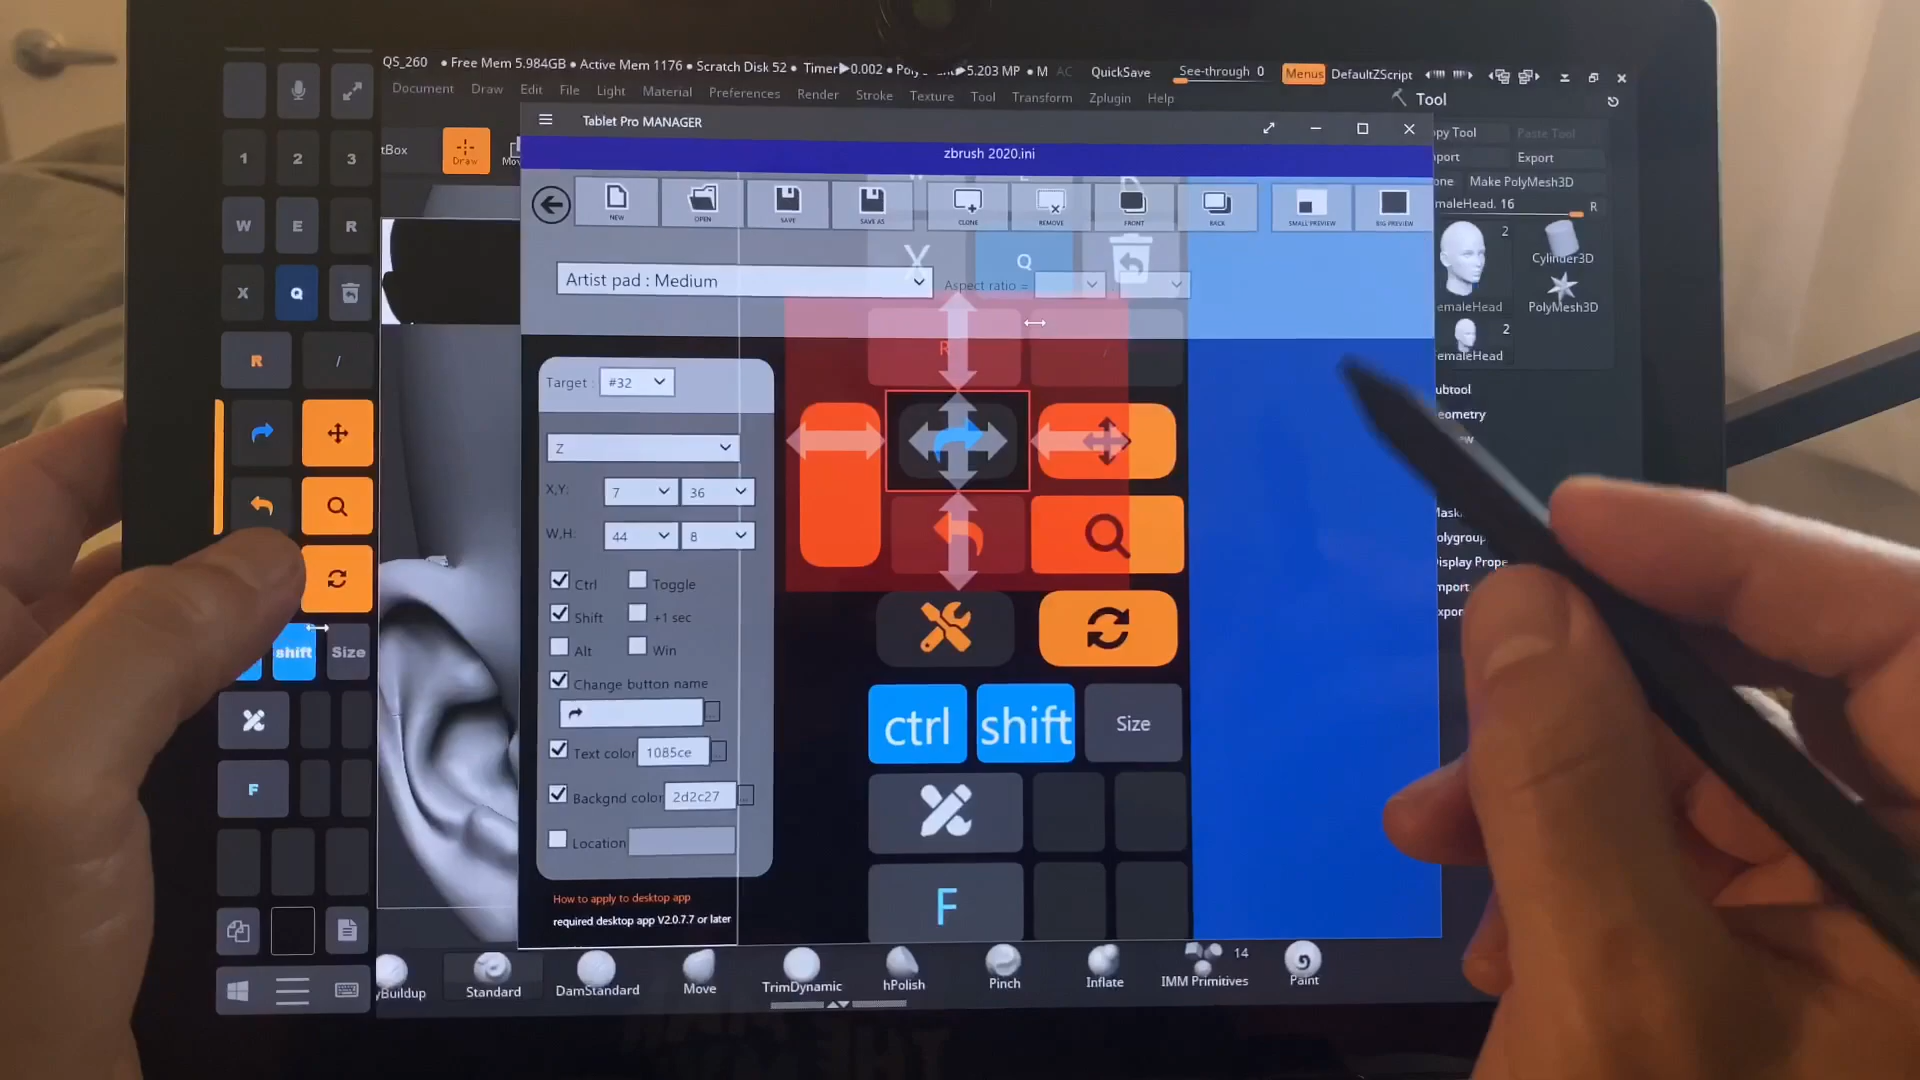 QS_260 • Free Mem 5.984GB • Active Mem 1176 • Scratch Disk 52 • Timer▶0.002 • 5.203 MP • M AC QuickSave See-through 0 Menus DefaultZScript
Document Draw Edit File Light Material Preferences Render Stroke Texture Tool Transform Zplugin Help
Tool
Tablet Pro MANAGER
zbrush 2020.ini
Draw
NEW OPEN SAVE SAVE AS CLONE REMOVE FRONT BACK SMALL PREVIEW BIG PREVIEW
Paste Tool
Export
Make PolyMesh3D
16 R
2
Cylinder3D
PolyMesh3D
2
1 2 3
W E R
X Q
R /
shift Size
F
Artist pad : Medium
Aspect ratio =
X Q
R /
Target : #32
Z
X,Y: 7 36
W,H: 44 8
Ctrl Toggle
Shift +1 sec
Alt Win
Change button name
Text color 1085ce
Backgnd color 2d2c27
Location
How to apply to desktop app
required desktop app V2.0.7.7 or later
ctrl shift Size
F
Standard DamStandard Move TrimDynamic hPolish Pinch Inflate IMM Primitives 14 Paint